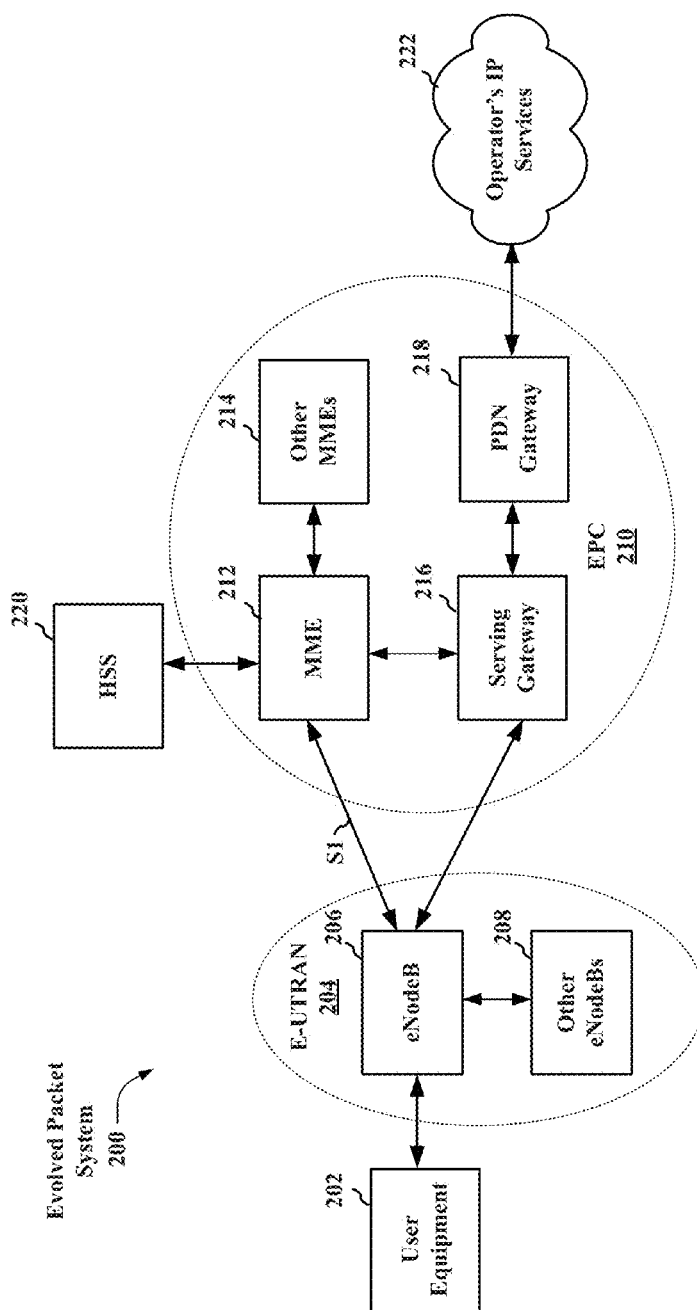 Evolved Packet
System
200
202
User
Equipment
E-UTRAN
204
206
eNodeB
208
Other
eNodeBs
S1
220
HSS
212
MME
214
Other
MMEs
216
Serving
Gateway
218
PDN
Gateway
EPC
210
222
Operator's IP
Services